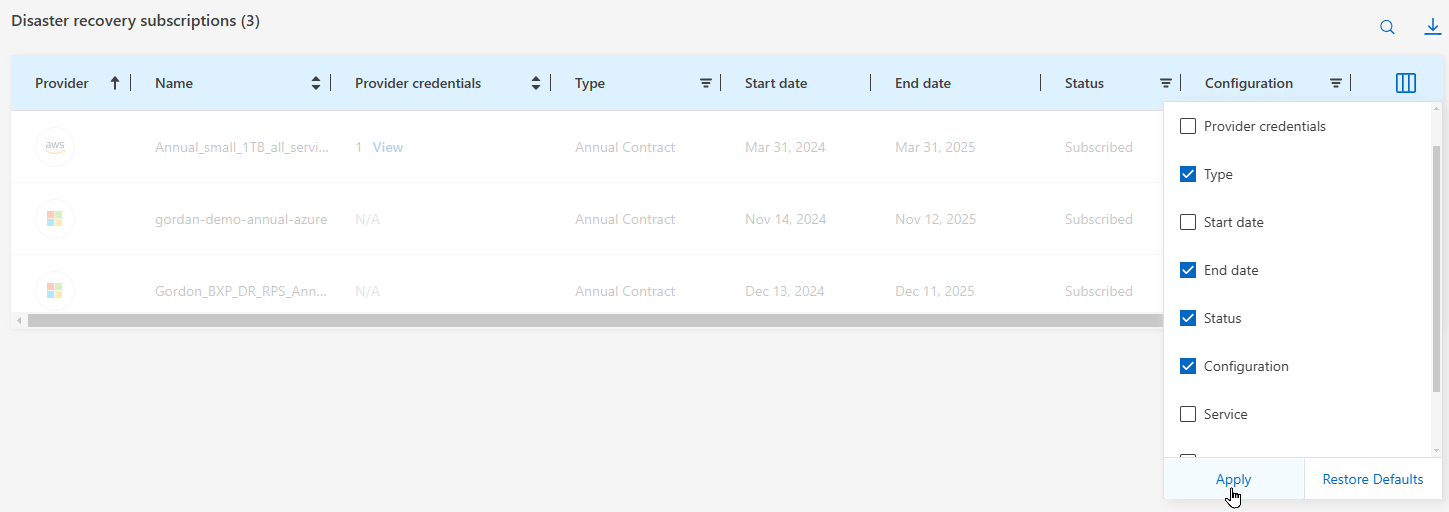 Disaster recovery subscriptions (3)
Provider Name Provider credentials Type Start date End date Status Configuration
aws Annual_small_1TB_all_servi... 1 View Annual Contract Mar 31, 2024 Mar 31, 2025 Subscribed
gordan-demo-annual-azure N/A Annual Contract Nov 14, 2024 Nov 12, 2025 Subscribed
Gordon_BXP_DR_RPS_Ann... N/A Annual Contract Dec 13, 2024 Dec 11, 2025 Subscribed
Provider credentials
Type
Start date
End date
Status
Configuration
Service
Apply Restore Defaults